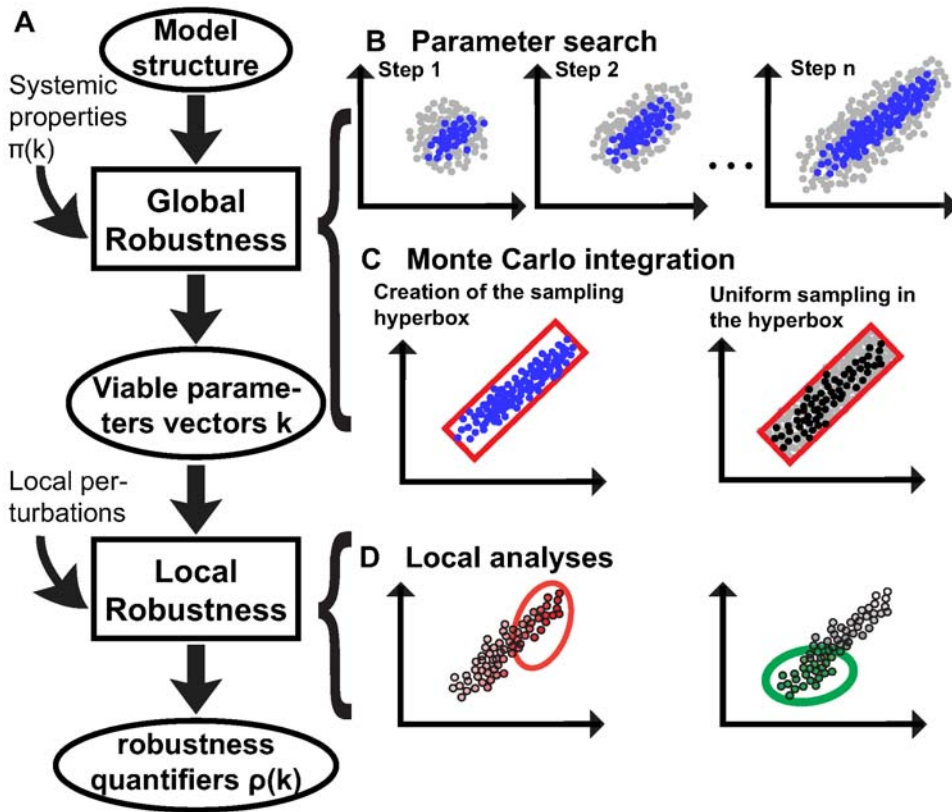 A
Model
structure
Systemic
properties
π(k)
Global
Robustness
Viable parame-
ters vectors k
Local per-
turbations
Local
Robustness
robustness
quantifiers ρ(k)
B Parameter search
Step 1
Step 2
Step n
...
C Monte Carlo integration
Creation of the sampling
hyperbox
Uniform sampling in
the hyperbox
D Local analyses